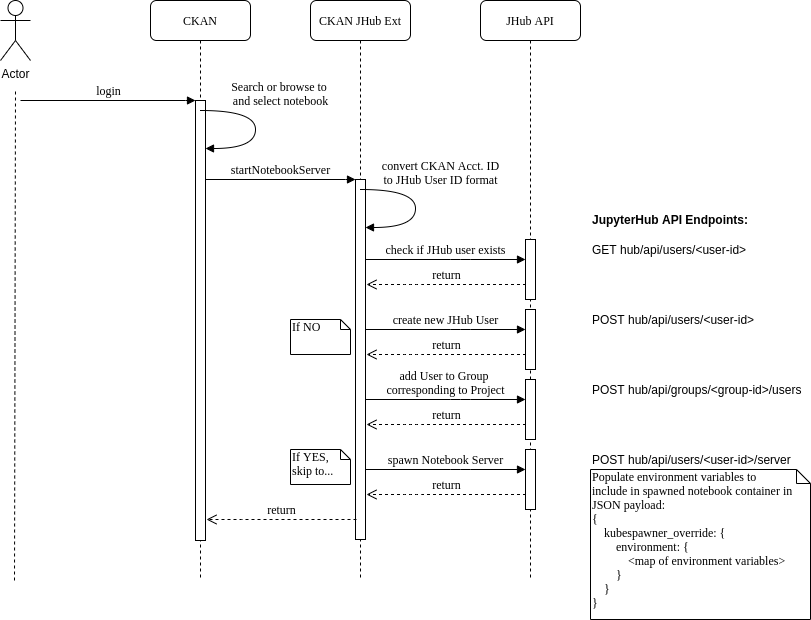 CKAN
CKAN JHub Ext
JHub API
Actor
login
Search or browse to
and select notebook
startNotebookServer
convert CKAN Acct. ID
to JHub User ID format
JupyterHub API Endpoints:
check if JHub user exists
GET hub/api/users/<user-id>
return
If NO
create new JHub User
POST hub/api/users/<user-id>
return
add User to Group
corresponding to Project
POST hub/api/groups/<group-id>/users
return
If YES,
skip to...
spawn Notebook Server
POST hub/api/users/<user-id>/server
return
return
Populate environment variables to
include in spawned notebook container in
JSON payload:
{
kubespawner_override: {
environment: {
<map of environment variables>
}
}
}